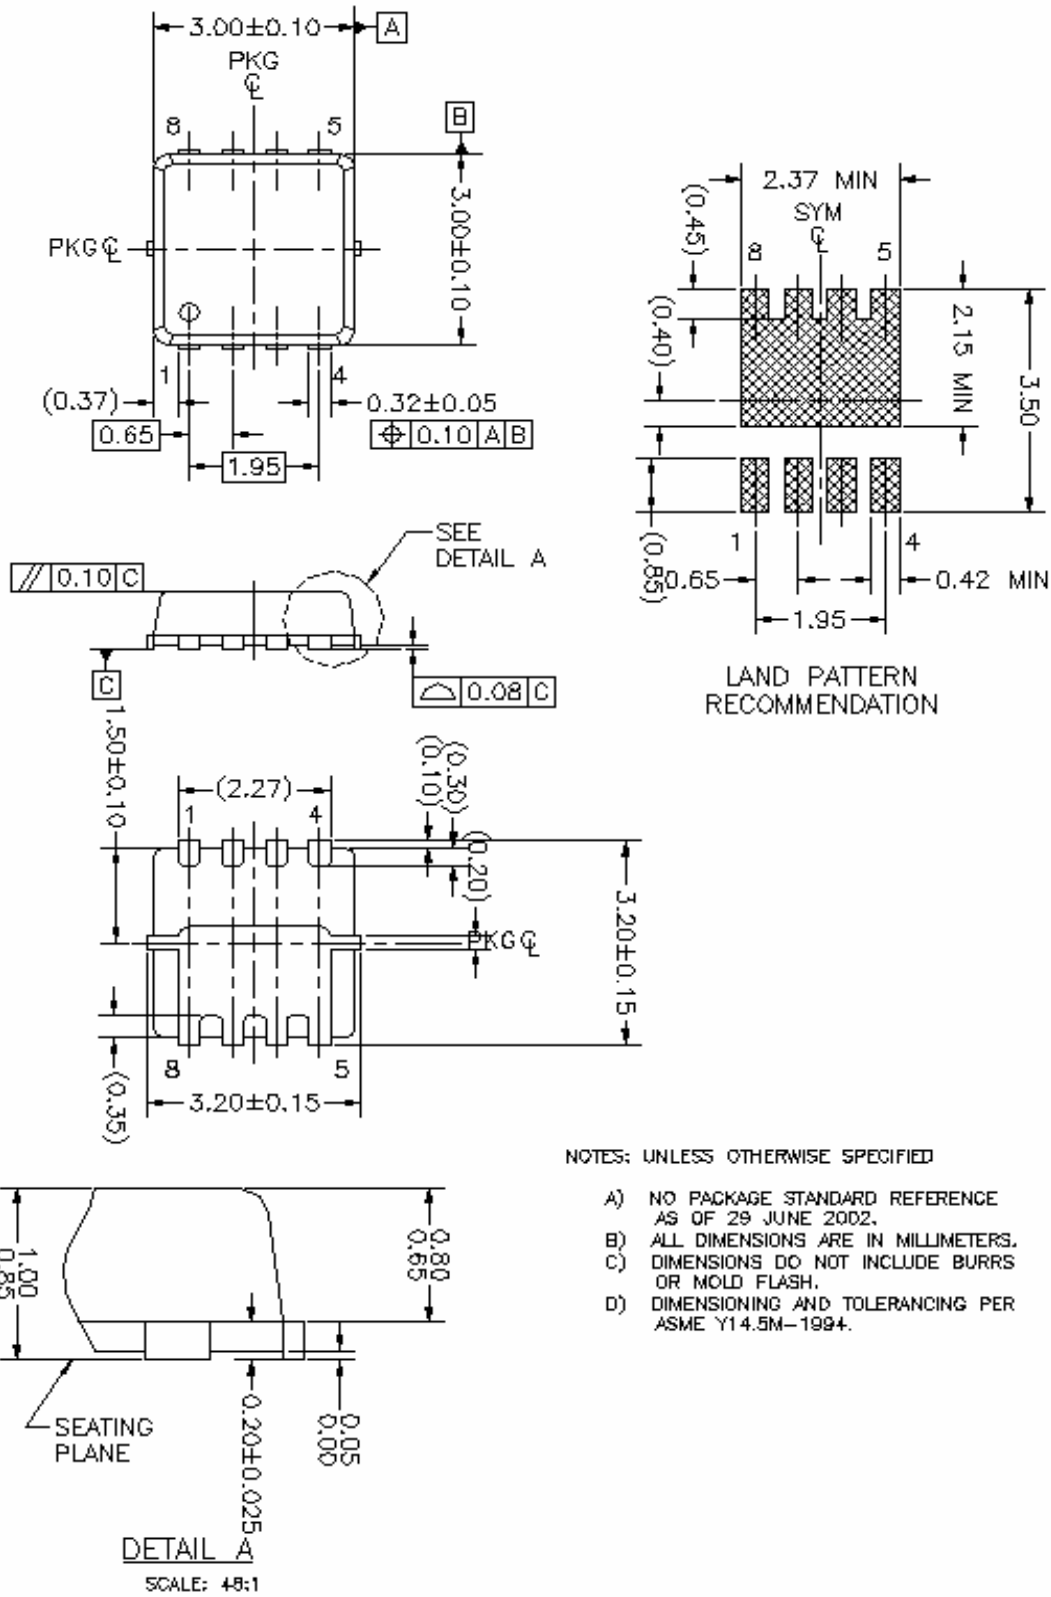 3.00±0.10
A
PKG
℄
8
5
B
3.00±0.10
PKG℄
1
4
(0.37)
0.32±0.05
0.65
⌖ 0.10 A B
1.95
2.37 MIN
SYM
℄
(0.45)
8
5
(0.40)
2.15 MIN
3.50
1
4
(0.85)
0.65
0.42 MIN
1.95
LAND PATTERN
RECOMMENDATION
SEE
DETAIL A
// 0.10 C
C
⌓ 0.08 C
1.50±0.10
(2.27)
(0.10)
(0.30)
1
4
(0.20)
3.20±0.15
PKG℄
8
5
(0.35)
3.20±0.15
NOTES: UNLESS OTHERWISE SPECIFIED
A) NO PACKAGE STANDARD REFERENCE
AS OF 29 JUNE 2002.
B) ALL DIMENSIONS ARE IN MILLIMETERS.
C) DIMENSIONS DO NOT INCLUDE BURRS
OR MOLD FLASH.
D) DIMENSIONING AND TOLERANCING PER
ASME Y14.5M-1994.
1.00
0.85
0.80
0.65
0.20±0.025
0.05
0.00
SEATING
PLANE
DETAIL A
SCALE: 48:1